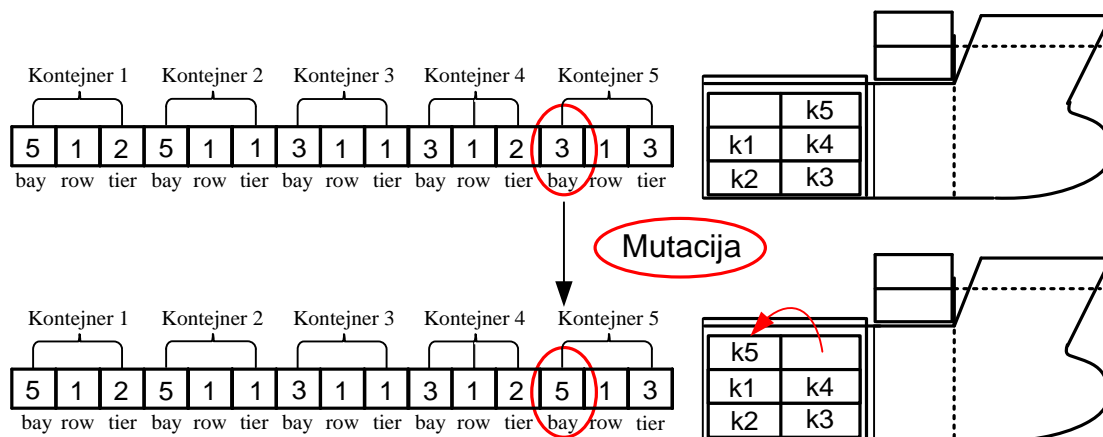 Kontejner 1 Kontejner 2 Kontejner 3 Kontejner 4 Kontejner 5
5 1 2 5 1 1 3 1 1 3 1 2 3 1 3
bay row tier bay row tier bay row tier bay row tier bay row tier
k5
k1 k4
k2 k3
Mutacija
Kontejner 1 Kontejner 2 Kontejner 3 Kontejner 4 Kontejner 5
5 1 2 5 1 1 3 1 1 3 1 2 5 1 3
bay row tier bay row tier bay row tier bay row tier bay row tier
k5
k1 k4
k2 k3